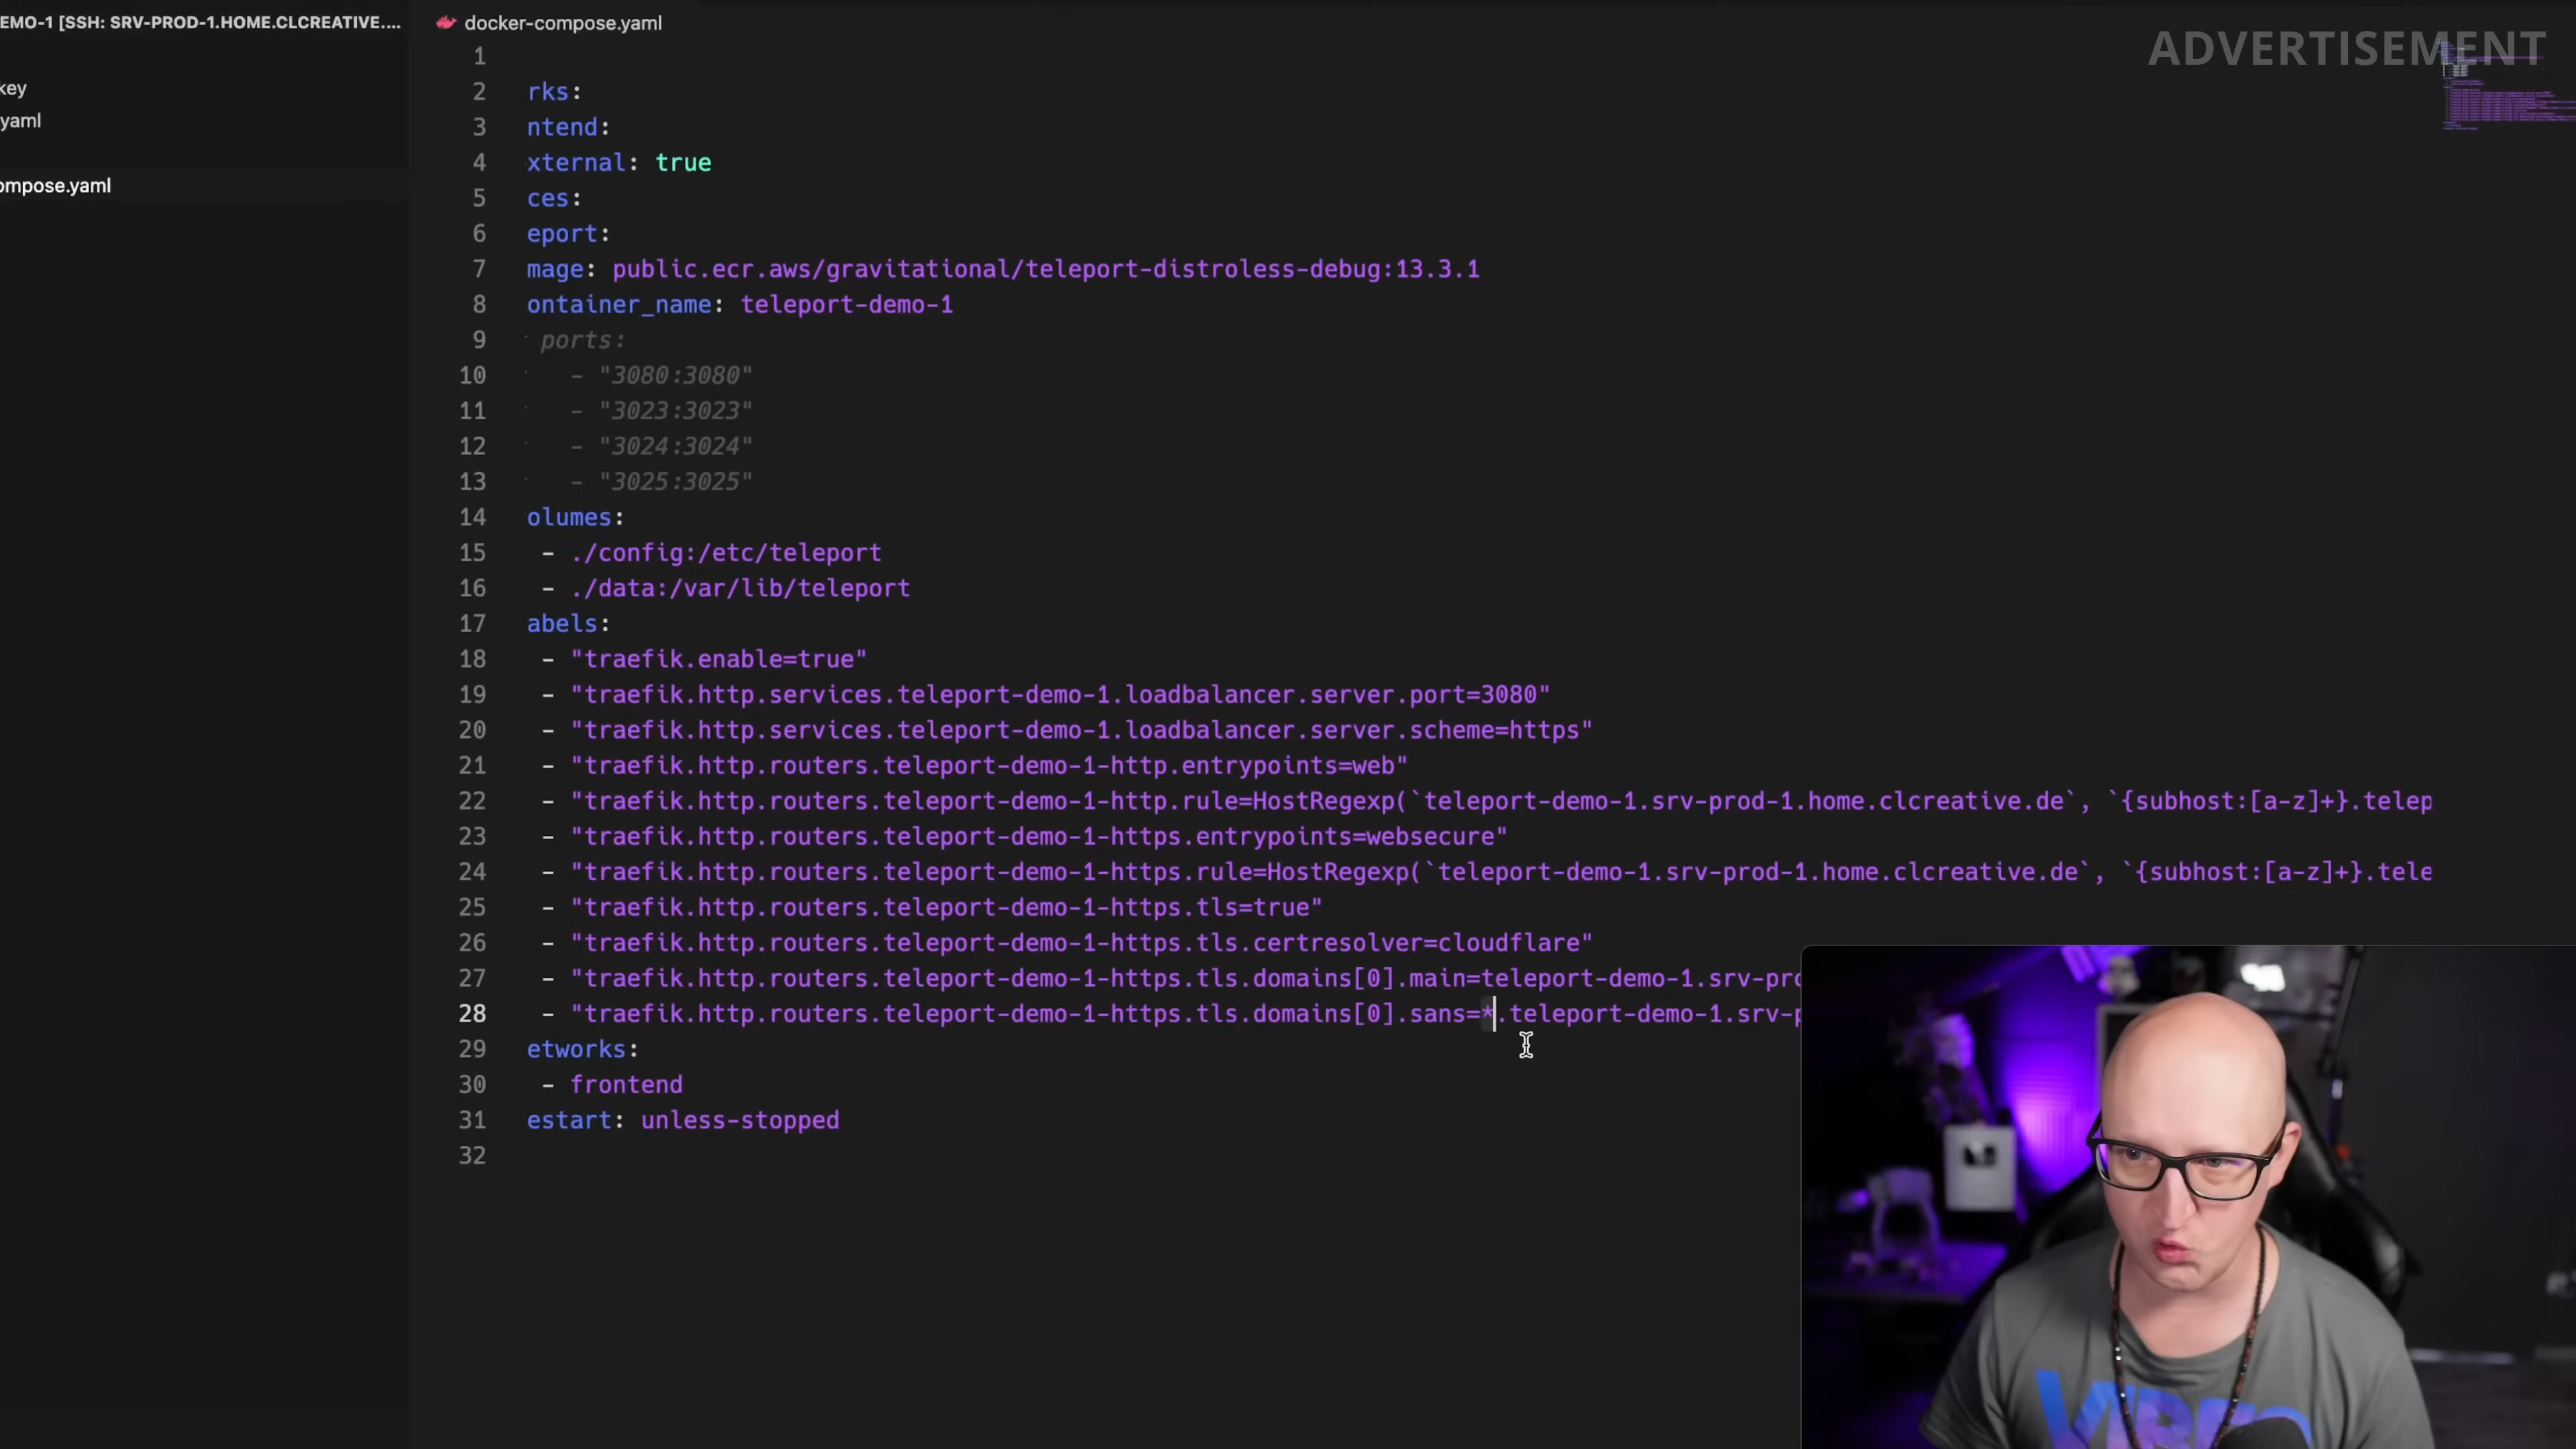 EMO-1 [SSH: SRV-PROD-1.HOME.CLCREATIVE....
docker-compose.yaml
ADVERTISEMENT
key
yaml
ompose.yaml
1
2 rks:
3 ntend:
4 xternal: true
5 ces:
6 eport:
7 mage: public.ecr.aws/gravitational/teleport-distroless-debug:13.3.1
8 ontainer_name: teleport-demo-1
9 ports:
10 - "3080:3080"
11 - "3023:3023"
12 - "3024:3024"
13 - "3025:3025"
14 olumes:
15 - ./config:/etc/teleport
16 - ./data:/var/lib/teleport
17 abels:
18 - "traefik.enable=true"
19 - "traefik.http.services.teleport-demo-1.loadbalancer.server.port=3080"
20 - "traefik.http.services.teleport-demo-1.loadbalancer.server.scheme=https"
21 - "traefik.http.routers.teleport-demo-1-http.entrypoints=web"
22 - "traefik.http.routers.teleport-demo-1-http.rule=HostRegexp(`teleport-demo-1.srv-prod-1.home.clcreative.de`, `{subhost:[a-z]+}.telep
23 - "traefik.http.routers.teleport-demo-1-https.entrypoints=websecure"
24 - "traefik.http.routers.teleport-demo-1-https.rule=HostRegexp(`teleport-demo-1.srv-prod-1.home.clcreative.de`, `{subhost:[a-z]+}.tele
25 - "traefik.http.routers.teleport-demo-1-https.tls=true"
26 - "traefik.http.routers.teleport-demo-1-https.tls.certresolver=cloudflare"
27 - "traefik.http.routers.teleport-demo-1-https.tls.domains[0].main=teleport-demo-1.srv-pro
28 - "traefik.http.routers.teleport-demo-1-https.tls.domains[0].sans=*.teleport-demo-1.srv-p
29 etworks:
30 - frontend
31 estart: unless-stopped
32